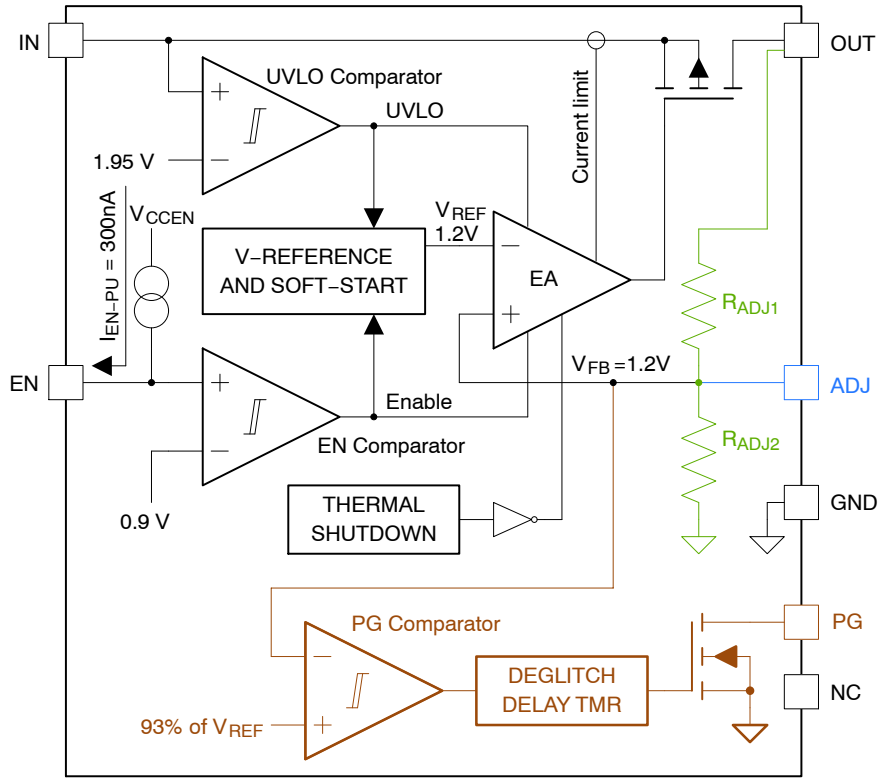 IN
OUT
UVLO Comparator
+
−
UVLO
Current limit
1.95 V
VCCEN
IEN−PU = 300nA
VREF
1.2V
V−REFERENCE
AND SOFT−START
−
EA
+
RADJ1
VFB=1.2V
EN
ADJ
+
−
Enable
EN Comparator
RADJ2
0.9 V
THERMAL
SHUTDOWN
GND
PG Comparator
PG
−
DEGLITCH
DELAY TMR
NC
93% of VREF
+